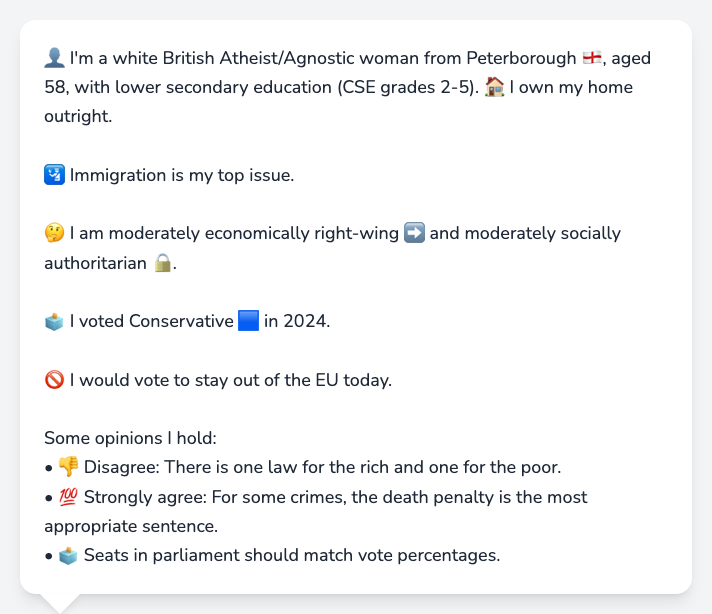 👤 I'm a white British Atheist/Agnostic woman from Peterborough 🏴󠁧󠁢󠁥󠁮󠁧󠁿, aged
58, with lower secondary education (CSE grades 2-5). 🏠 I own my home
outright.
🛂 Immigration is my top issue.
🤔 I am moderately economically right-wing ➡️ and moderately socially
authoritarian 🔒.
🗳️ I voted Conservative 🟦 in 2024.
🚫 I would vote to stay out of the EU today.
Some opinions I hold:
• 👎 Disagree: There is one law for the rich and one for the poor.
• 💯 Strongly agree: For some crimes, the death penalty is the most
appropriate sentence.
• 🗳️ Seats in parliament should match vote percentages.